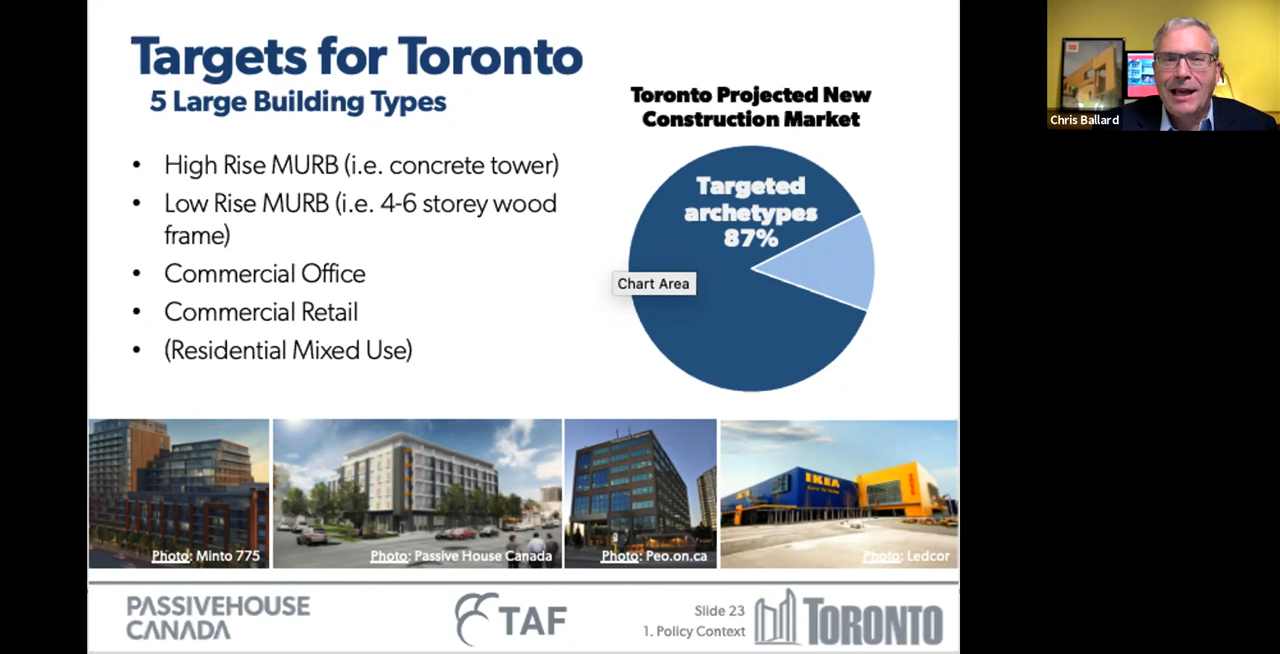 Targets for Toronto
5 Large Building Types
• High Rise MURB (i.e. concrete tower)
• Low Rise MURB (i.e. 4-6 storey wood
frame)
• Commercial Office
• Commercial Retail
• (Residential Mixed Use)
Toronto Projected New
Construction Market
Targeted
archetypes
87%
Chart Area
Chris Ballard
IKEA
Photo: Minto 775
Photo: Passive House Canada
Photo: Peo.on.ca
Photo: Ledcor
PASSIVEHOUSE
CANADA
TAF
Slide 23
1. Policy Context
TORONTO